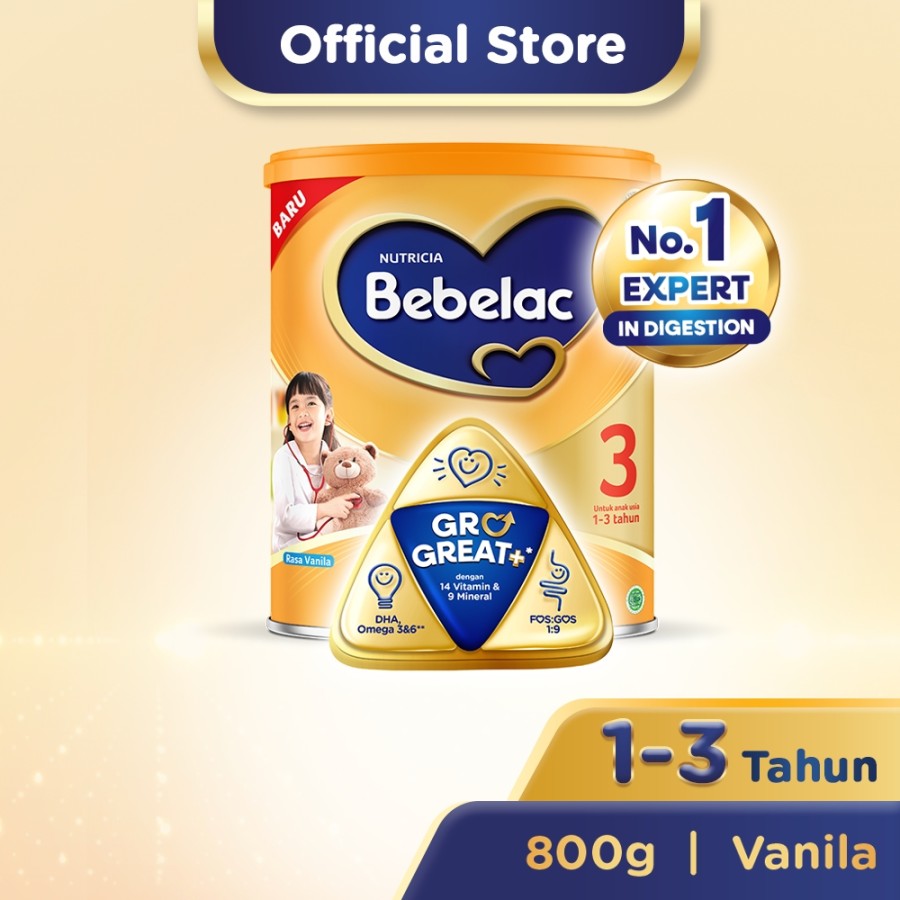 Official Store
BARU
NUTRICIA
Bebelac
No.1
EXPERT
IN DIGESTION
3
Untuk anak usia
1-3 tahun
Rasa Vanila
GRO
GREAT+*
dengan
14 Vitamin &
9 Mineral
DHA,
Omega 3&6**
FOS:GOS
1:9
1-3 Tahun
800g | Vanila